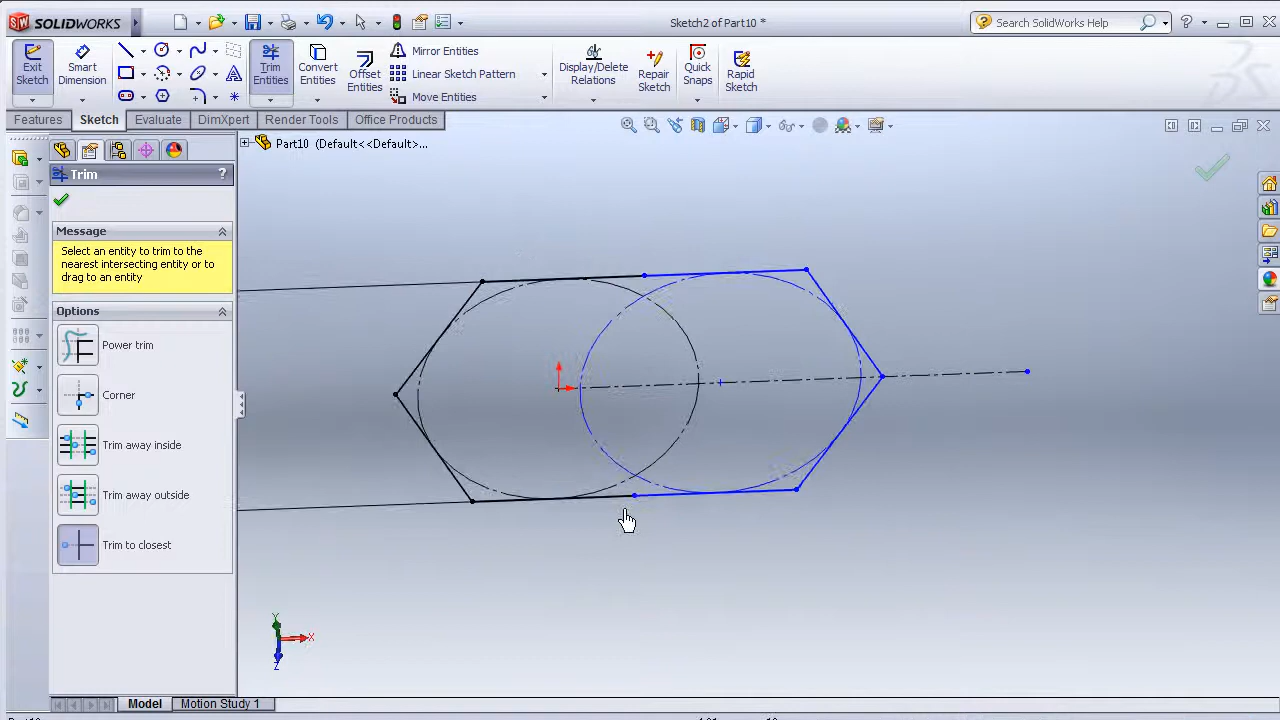 SW SOLIDWORKS
Sketch2 of Part10 *
? Search SolidWorks Help
?
Exit Sketch
Smart Dimension
Trim Entities
Convert Entities
Offset Entities
Mirror Entities
Linear Sketch Pattern
Move Entities
Display/Delete Relations
Repair Sketch
Quick Snaps
Rapid Sketch
Features
Sketch
Evaluate
DimXpert
Render Tools
Office Products
Part10 (Default<<Default>...
Trim
?
Message
Select an entity to trim to the
nearest intersecting entity or to
drag to an entity
Options
Power trim
Corner
Trim away inside
Trim away outside
Trim to closest
Y
X
Z
Model
Motion Study 1